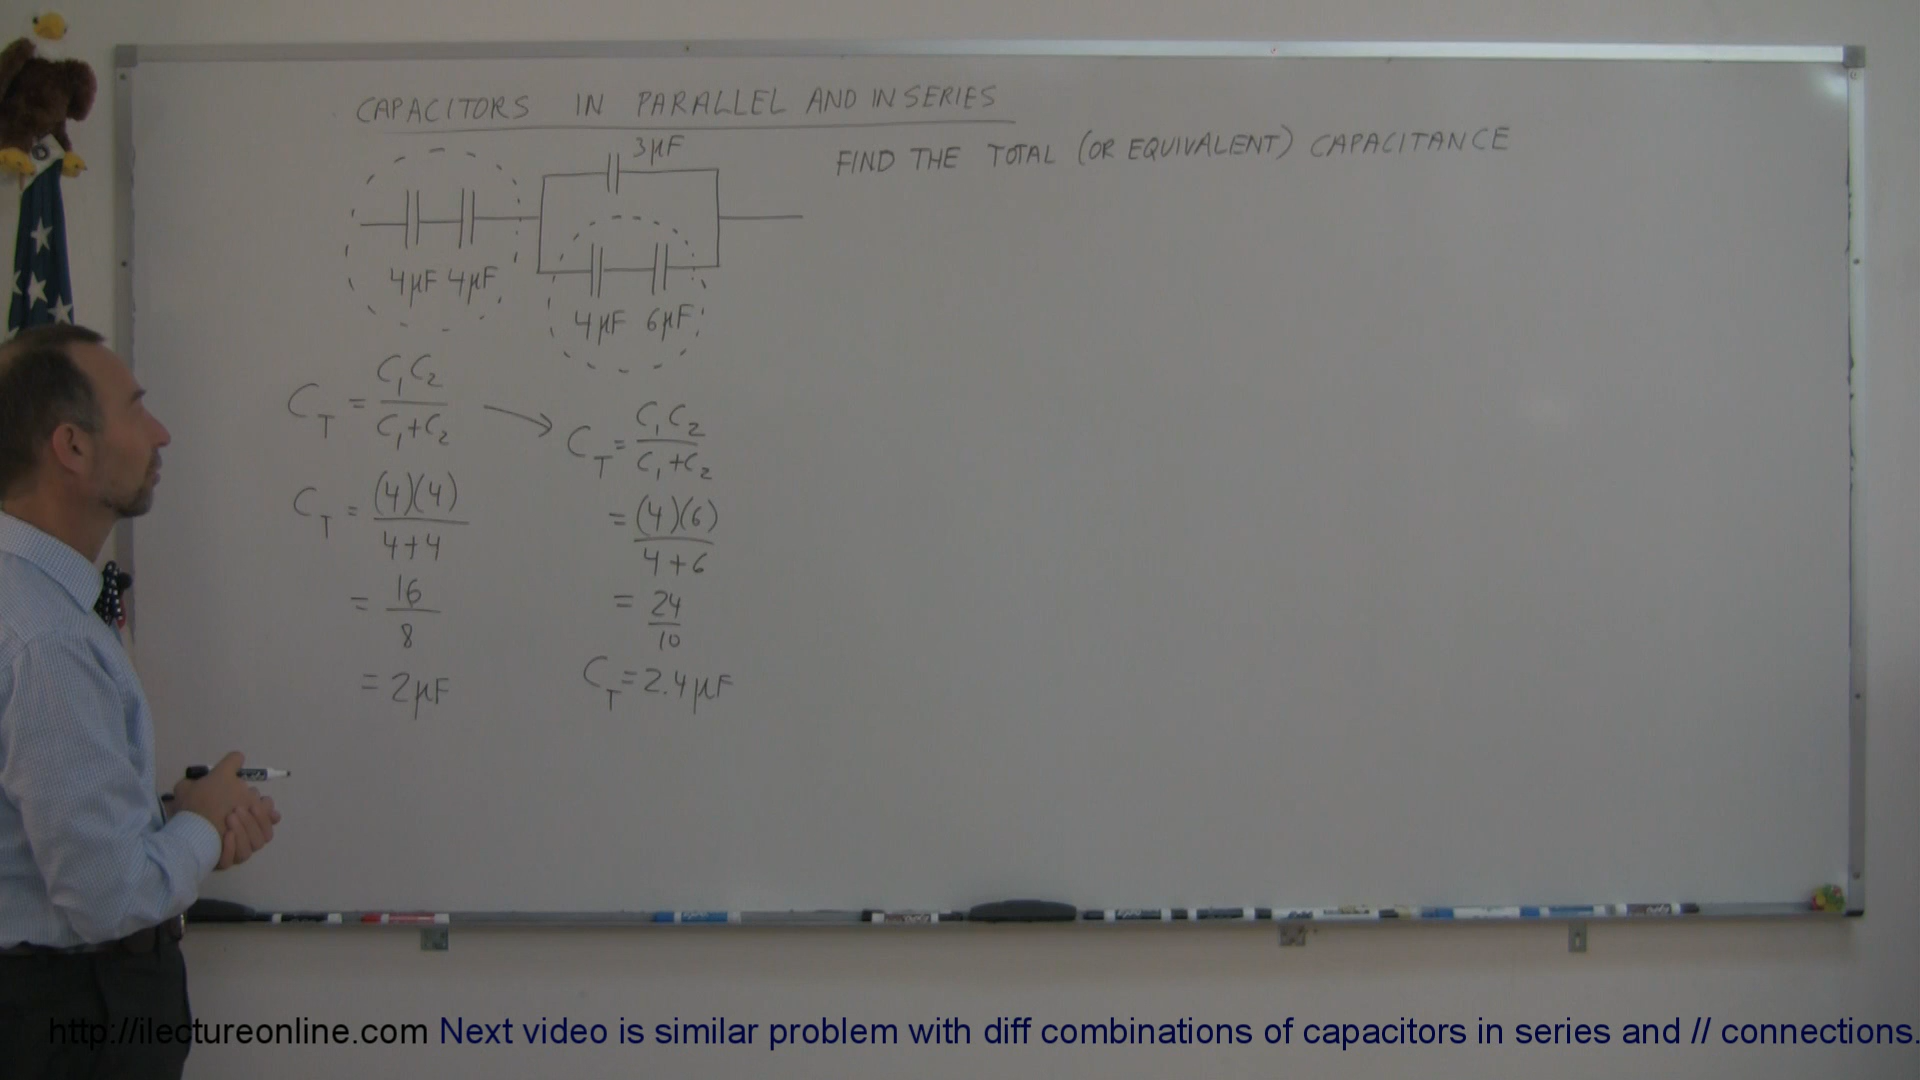 CAPACITORS IN PARALLEL AND IN SERIES
FIND THE TOTAL (OR EQUIVALENT) CAPACITANCE
3μF
4μF 4μF
4μF 6μF
C_T = C₁C₂ / C₁+C₂
C_T = (4)(4) / 4+4
= 16 / 8
= 2μF
C_T = C₁C₂ / C₁+C₂
= (4)(6) / 4+6
= 24 / 10
C_T = 2.4μF
http://ilectureonline.com Next video is similar problem with diff combinations of capacitors in series and // connections.